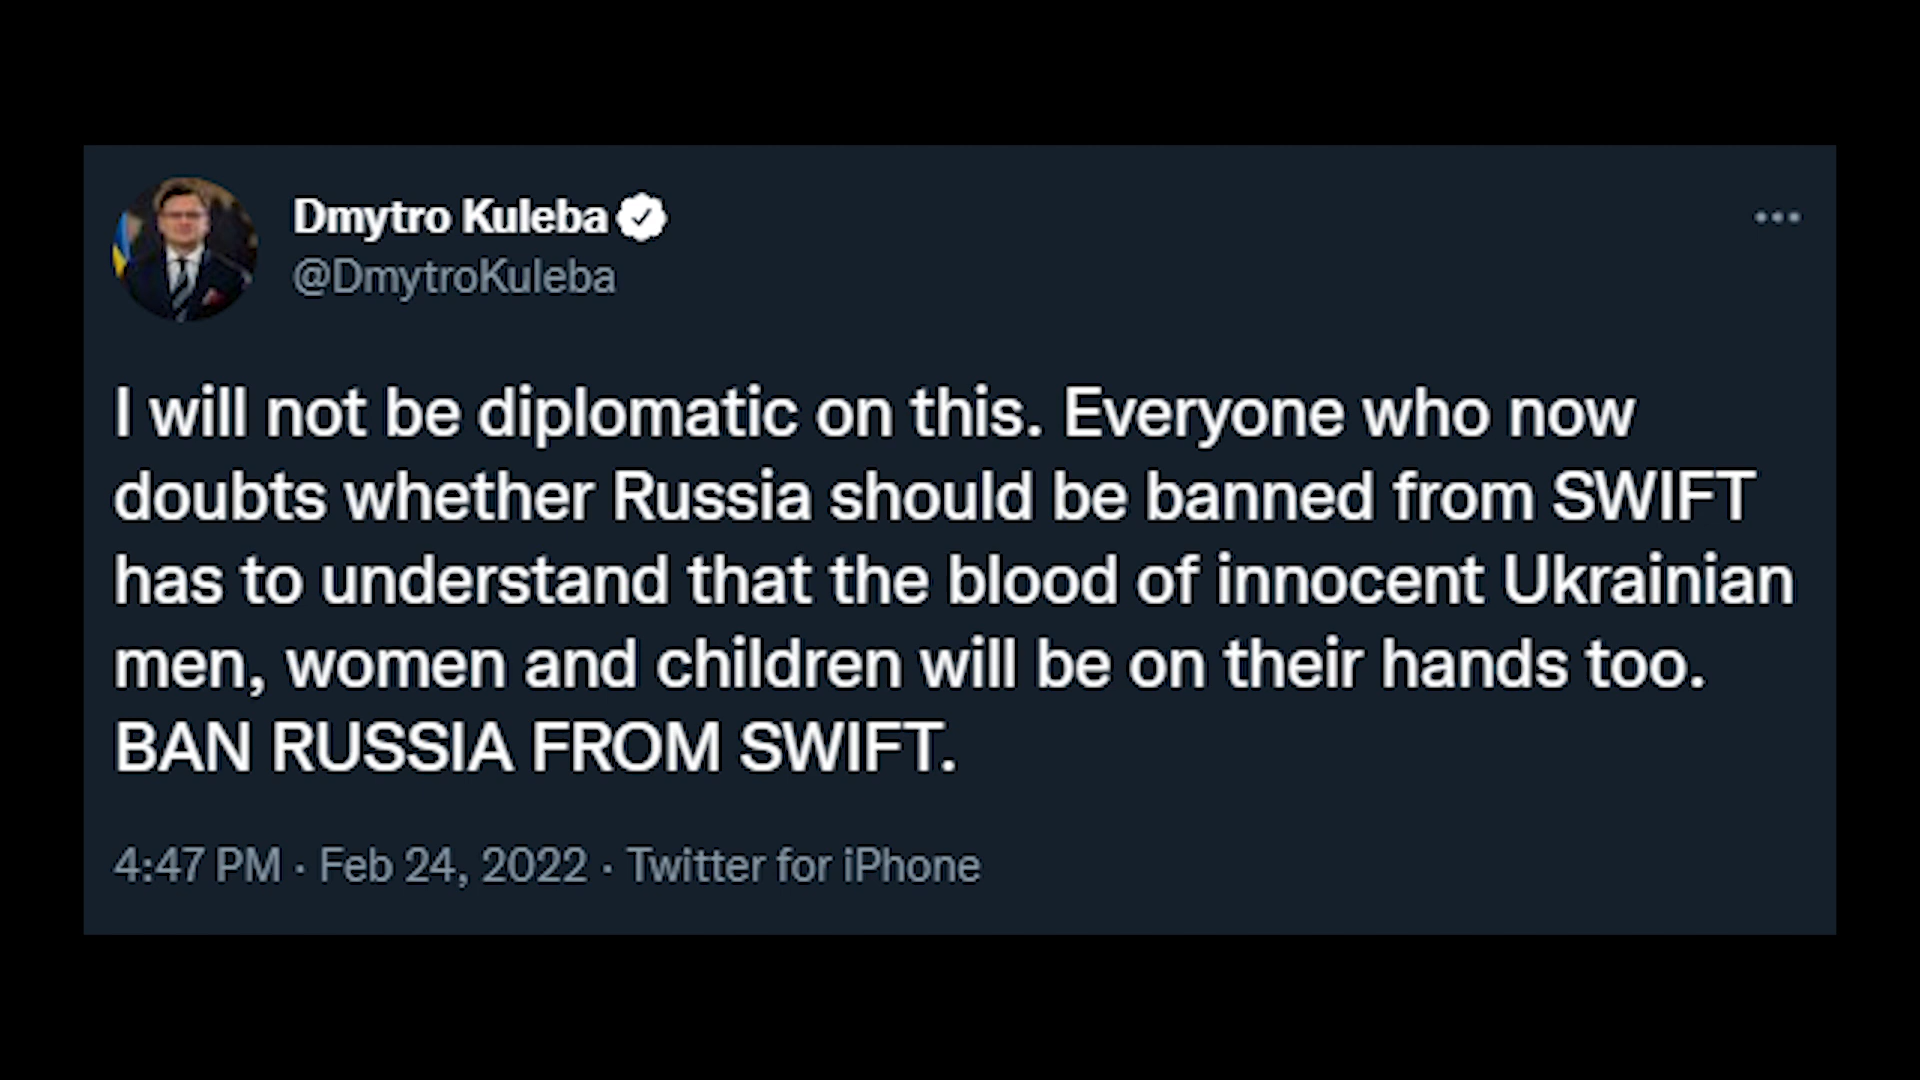 Dmytro Kuleba
@DmytroKuleba
I will not be diplomatic on this. Everyone who now
doubts whether Russia should be banned from SWIFT
has to understand that the blood of innocent Ukrainian
men, women and children will be on their hands too.
BAN RUSSIA FROM SWIFT.
4:47 PM · Feb 24, 2022 · Twitter for iPhone